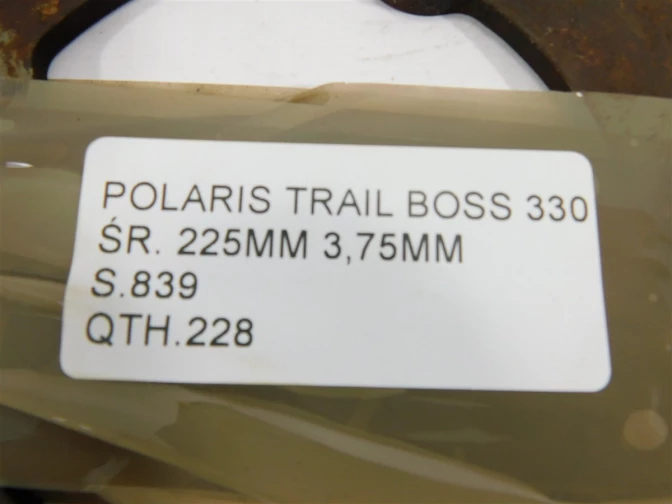 POLARIS TRAIL BOSS 330
ŚR. 225MM 3,75MM
S.839
QTH.228